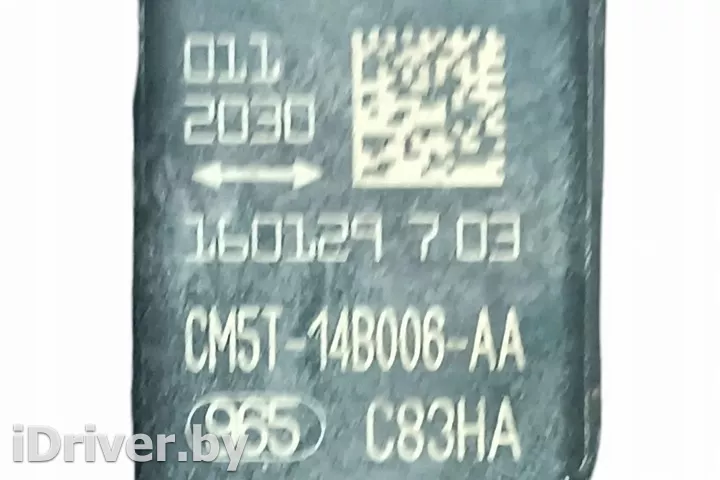 011
2030
160129 7 03
CM5T-14B006-AA
965 C83HA
iDriver.by